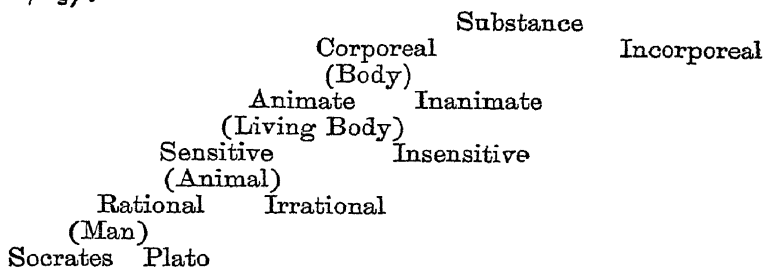 Substance
Corporeal Incorporeal
(Body)
Animate Inanimate
(Living Body)
Sensitive Insensitive
(Animal)
Rational Irrational
(Man)
Socrates Plato